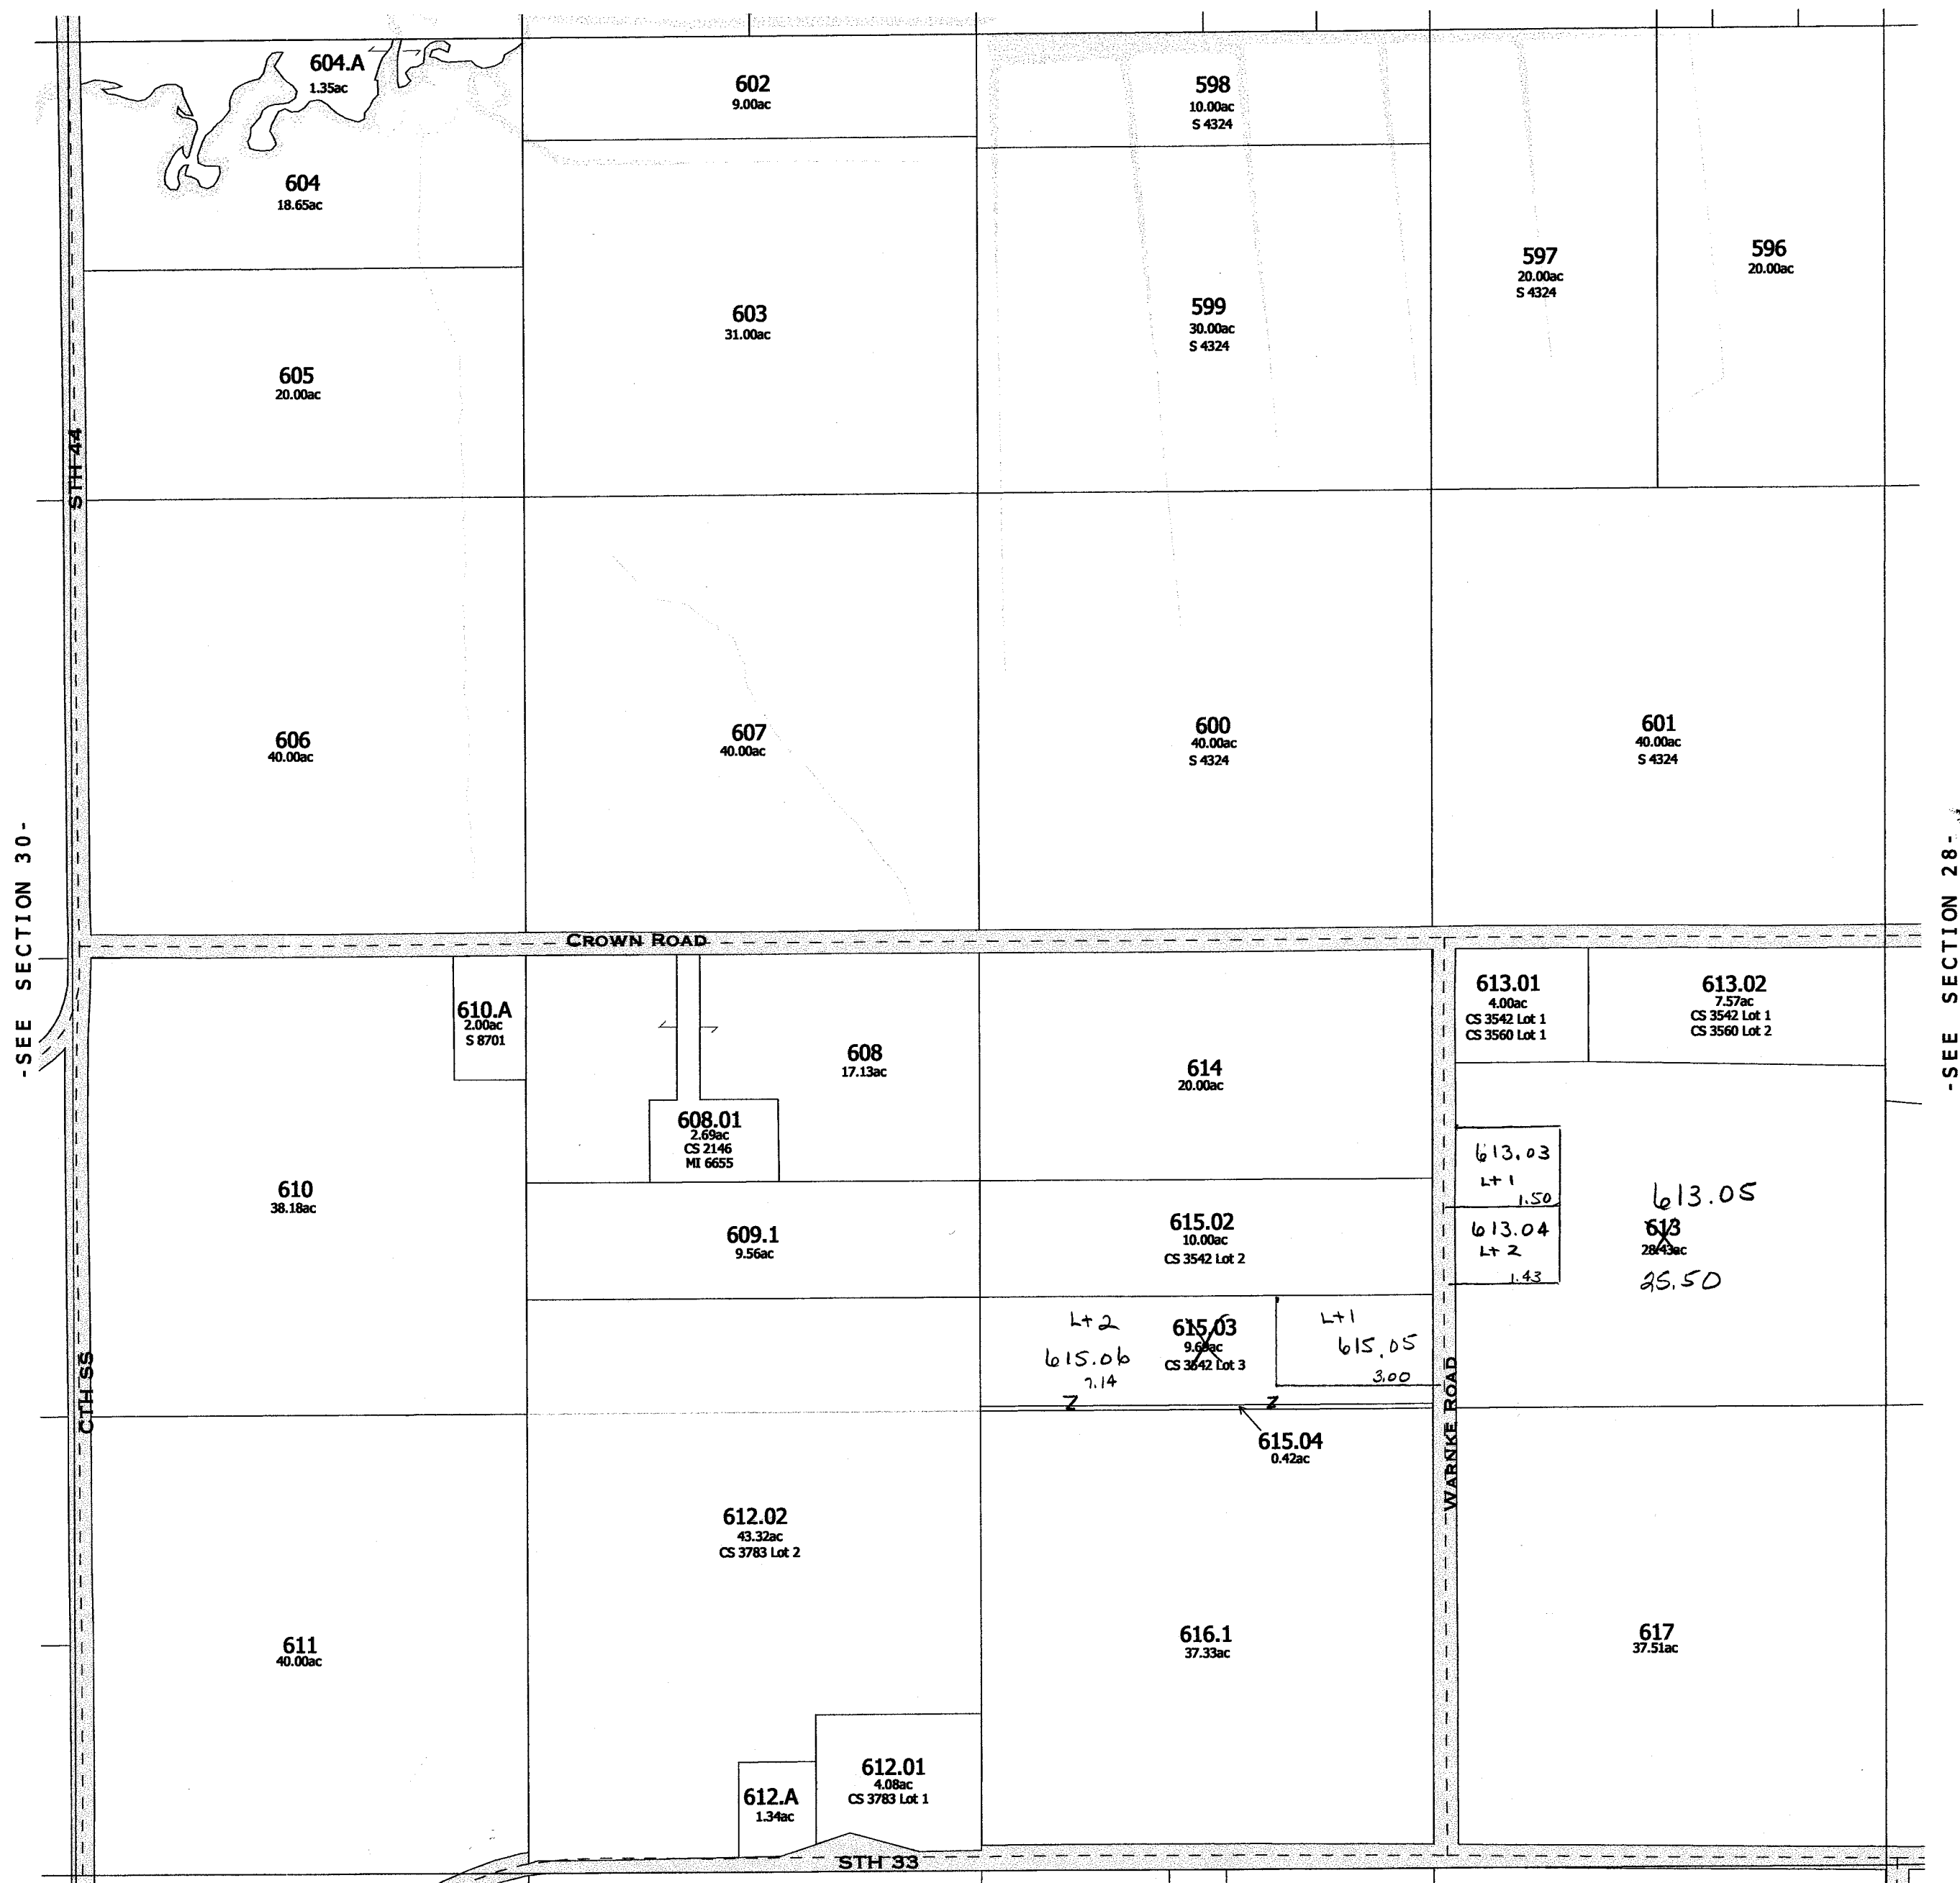 604.A
1.35ac
602
9.00ac
598
10.00ac
S 4324
604
18.65ac
597
20.00ac
S 4324
596
20.00ac
603
31.00ac
599
30.00ac
S 4324
605
20.00ac
STH 44
606
40.00ac
607
40.00ac
600
40.00ac
S 4324
601
40.00ac
S 4324
-SEE SECTION 30-
-SEE SECTION 28-
CROWN ROAD
610.A
2.00ac
S 8701
608
17.13ac
614
20.00ac
613.01
4.00ac
CS 3542 Lot 1
CS 3560 Lot 1
613.02
7.57ac
CS 3542 Lot 1
CS 3560 Lot 2
608.01
2.69ac
CS 2146
MI 6655
613.03
L+ 1
1.50
610
38.18ac
613.05
613
28.43ac
25.50
609.1
9.56ac
615.02
10.00ac
CS 3542 Lot 2
613.04
L+ 2
1.43
L+ 2
615.06
7.14
615.03
CS 3542 Lot 3
L+1
615.05
3.00
Z
Z
CTH SS
WARNKE ROAD
615.04
0.42ac
612.02
43.32ac
CS 3783 Lot 2
611
40.00ac
616.1
37.33ac
617
37.51ac
612.A
1.34ac
612.01
4.08ac
CS 3783 Lot 1
STH 33